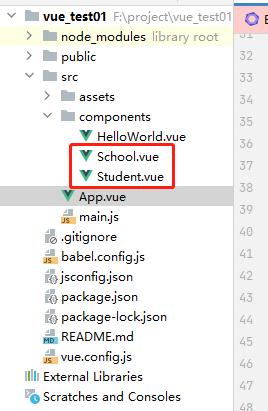 vue_test01 F:\project\vue_test01
node_modules library root
public
src
assets
components
HelloWorld.vue
School.vue
Student.vue
App.vue
main.js
.gitignore
babel.config.js
jsconfig.json
package.json
package-lock.json
README.md
vue.config.js
External Libraries
Scratches and Consoles
31
32
33
34
35
36
37
38
39
40
41
42
43
44
45
46
47
48